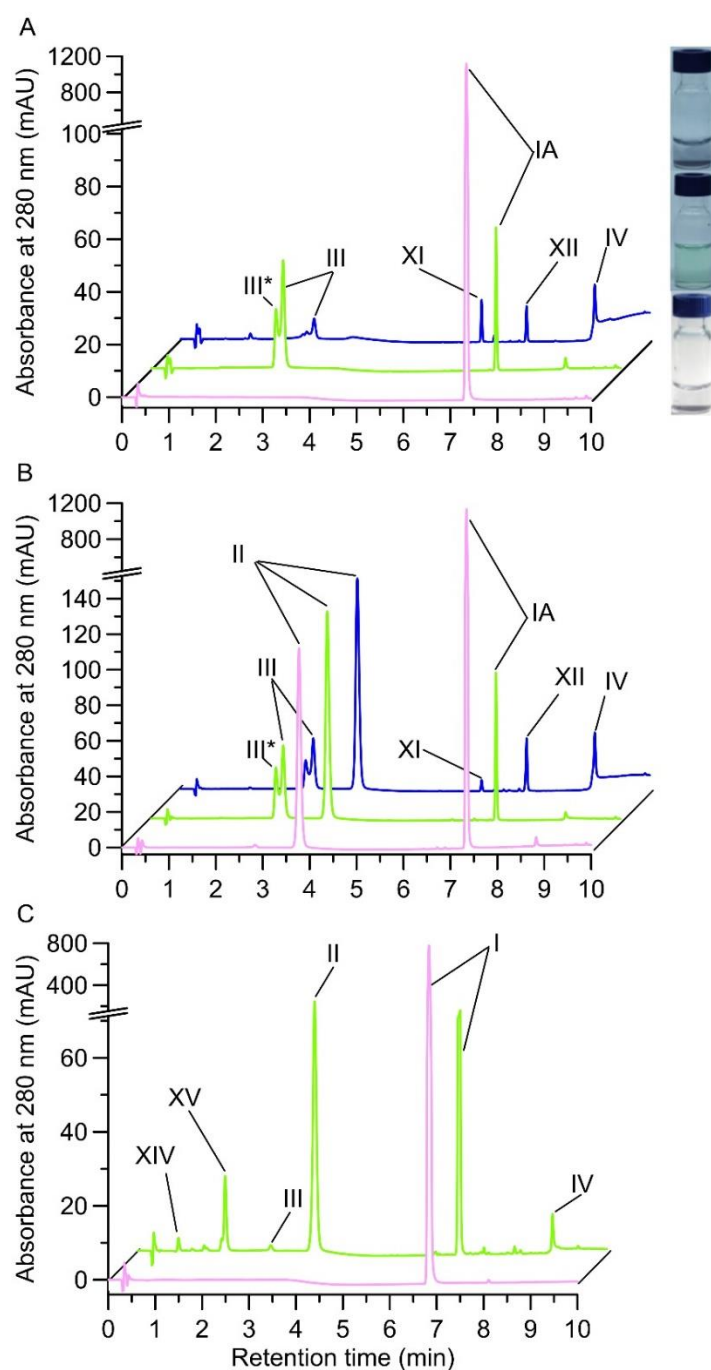 A
Absorbance at 280 nm (mAU)
1200
800
100
80
60
40
20
0
III*
III
XI
IA
XII
IV
0 1 2 3 4 5 6 7 8 9 10
B
Absorbance at 280 nm (mAU)
1200
800
140
120
100
80
60
40
20
0
II
III
III*
IA
XI
XII
IV
0 1 2 3 4 5 6 7 8 9 10
C
Absorbance at 280 nm (mAU)
800
400
60
40
20
0
II
I
XV
XIV
III
IV
0 1 2 3 4 5 6 7 8 9 10
Retention time (min)